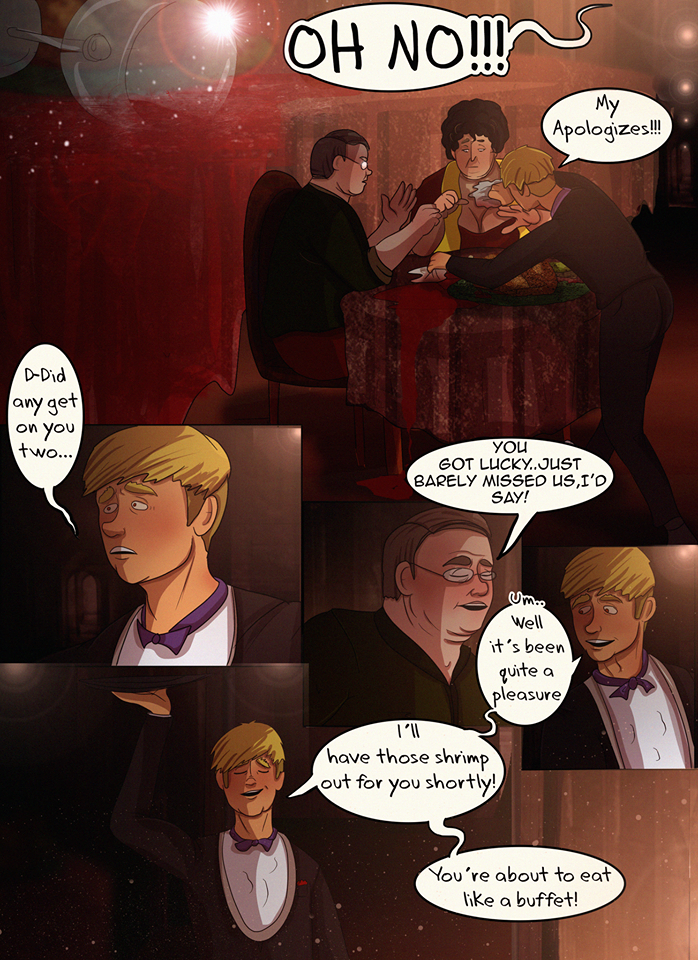 OH NO!!!
My
Apologizes!!!
D-Did
any get
on you
two...
YOU
GOT LUCKY..JUST
BARELY MISSED US,I'D
SAY!
Um..
Well
it's been
quite a
pleasure
I'll
have those shrimp
out for you shortly!
You're about to eat
like a buffet!